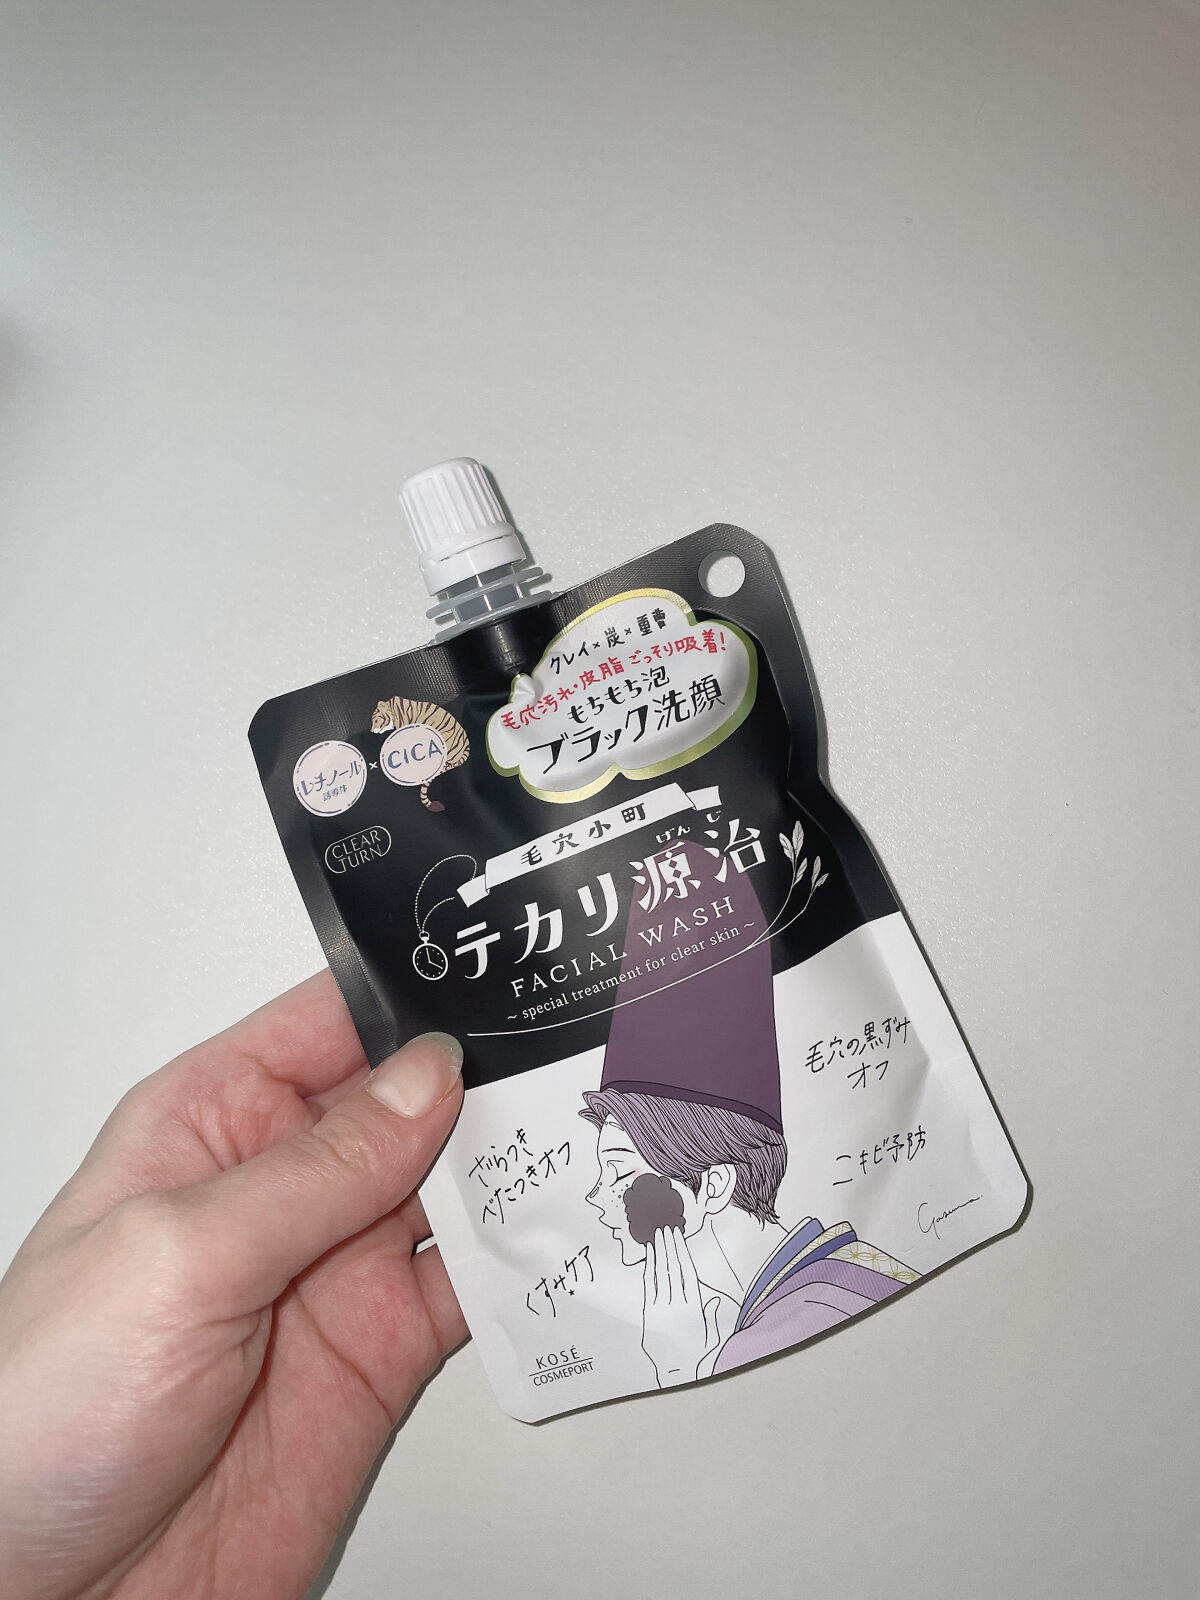 クレイ×炭×重曹
毛穴汚れ・皮脂ごっそり吸着!
もちもち泡
ブラック洗顔
レチノール
誘導体
×
CICA
CLEAR
TURN
毛穴小町
げんじ
テカリ源治
FACIAL WASH
~ special treatment for clear skin ~
毛穴の黒ずみ
オフ
ざらつき
べたつきオフ
ニキビ予防
くすみケア
KOSÉ
COSMEPORT